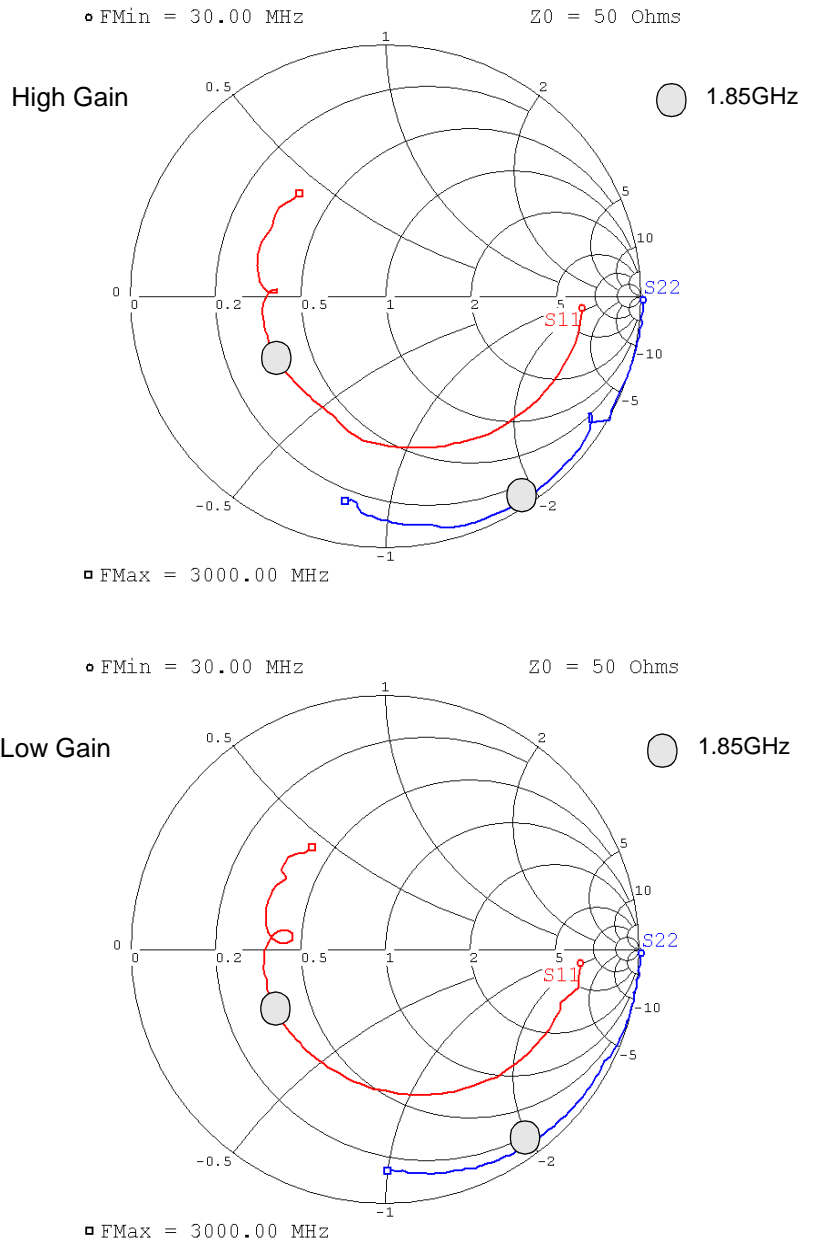 FMin = 30.00 MHz Z0 = 50 Ohms
1
High Gain 0.5 2 1.85GHz
5
10
0 0 0.2 0.5 1 2 5 S22
S11
-10
-5
-0.5 -2
-1
FMax = 3000.00 MHz
FMin = 30.00 MHz Z0 = 50 Ohms
1
Low Gain 0.5 2 1.85GHz
5
10
0 0 0.2 0.5 1 2 5 S22
S11
-10
-5
-0.5 -2
-1
FMax = 3000.00 MHz